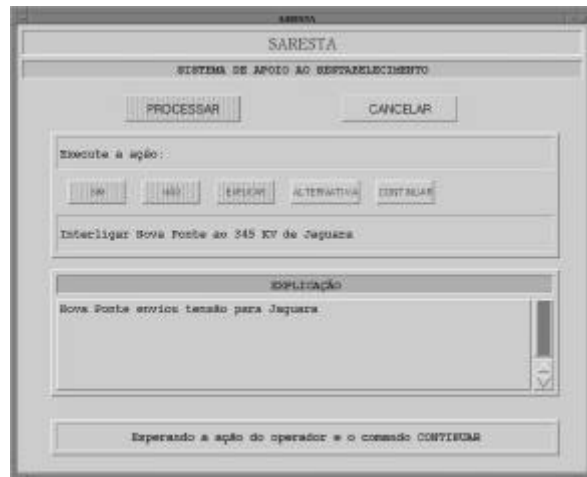 SARESTA
SARESTA
SISTEMA DE APOIO AO RESTABELECIMENTO
PROCESSAR CANCELAR
Execute a ação:
SIM NÃO EXPLICAR ALTERNATIVA CONTINUAR
Interligar Nova Ponte ao 345 KV de Jaguara
EXPLICAÇÃO
Nova Ponte enviou tensão para Jaguara
Esperando a ação do operador e o comando CONTINUAR